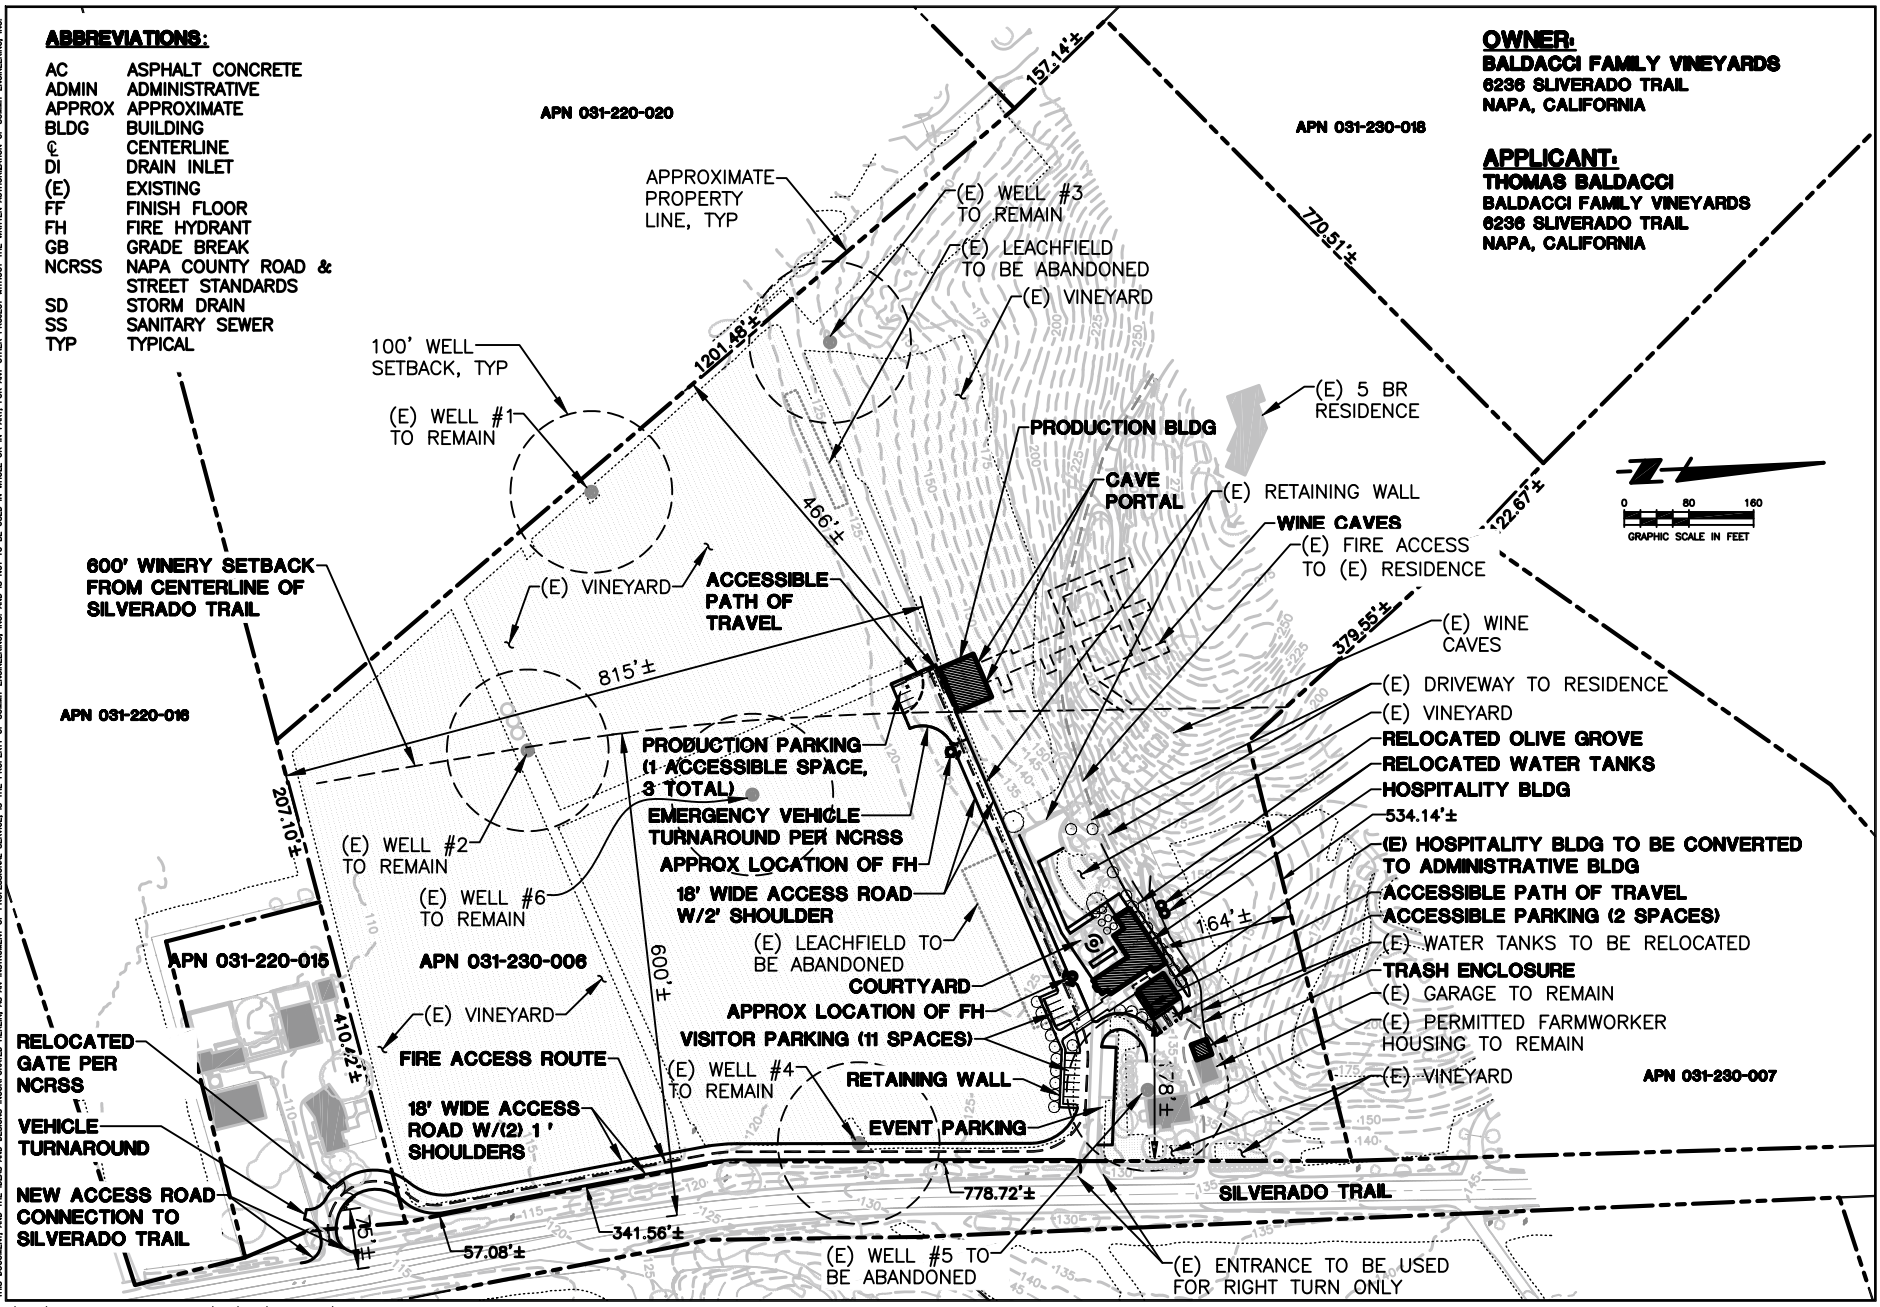 ABBREVIATIONS:
AC ASPHALT CONCRETE
ADMIN ADMINISTRATIVE
APPROX APPROXIMATE
BLDG BUILDING
℄ CENTERLINE
DI DRAIN INLET
(E) EXISTING
FF FINISH FLOOR
FH FIRE HYDRANT
GB GRADE BREAK
NCRSS NAPA COUNTY ROAD &
STREET STANDARDS
SD STORM DRAIN
SS SANITARY SEWER
TYP TYPICAL
OWNER:
BALDACCI FAMILY VINEYARDS
6236 SLIVERADO TRAIL
NAPA, CALIFORNIA
APPLICANT:
THOMAS BALDACCI
BALDACCI FAMILY VINEYARDS
6236 SLIVERADO TRAIL
NAPA, CALIFORNIA
APN 031-220-020
APN 031-230-018
157.14'±
770.51'±
APPROXIMATE
PROPERTY
LINE, TYP
(E) WELL #3
TO REMAIN
(E) LEACHFIELD
TO BE ABANDONED
(E) VINEYARD
1201.48'±
100' WELL
SETBACK, TYP
(E) WELL #1
TO REMAIN
(E) 5 BR
RESIDENCE
PRODUCTION BLDG
CAVE
PORTAL
(E) RETAINING WALL
WINE CAVES
(E) FIRE ACCESS
TO (E) RESIDENCE
122.67'±
0 80 160
GRAPHIC SCALE IN FEET
466'±
600' WINERY SETBACK
FROM CENTERLINE OF
SILVERADO TRAIL
(E) VINEYARD
ACCESSIBLE
PATH OF
TRAVEL
815'±
379.55'±
(E) WINE
CAVES
(E) DRIVEWAY TO RESIDENCE
(E) VINEYARD
RELOCATED OLIVE GROVE
RELOCATED WATER TANKS
HOSPITALITY BLDG
534.14'±
(E) HOSPITALITY BLDG TO BE CONVERTED
TO ADMINISTRATIVE BLDG
ACCESSIBLE PATH OF TRAVEL
ACCESSIBLE PARKING (2 SPACES)
(E) WATER TANKS TO BE RELOCATED
TRASH ENCLOSURE
(E) GARAGE TO REMAIN
(E) PERMITTED FARMWORKER
HOUSING TO REMAIN
(E) VINEYARD
APN 031-230-007
APN 031-220-016
PRODUCTION PARKING
(1 ACCESSIBLE SPACE,
3 TOTAL)
EMERGENCY VEHICLE
TURNAROUND PER NCRSS
APPROX LOCATION OF FH
18' WIDE ACCESS ROAD
W/2' SHOULDER
207.10'±
(E) WELL #2
TO REMAIN
(E) WELL #6
TO REMAIN
(E) LEACHFIELD TO
BE ABANDONED
164'±
600'±
COURTYARD
APPROX LOCATION OF FH
VISITOR PARKING (11 SPACES)
APN 031-220-015
APN 031-230-006
(E) VINEYARD
410.42'±
RELOCATED
GATE PER
NCRSS
FIRE ACCESS ROUTE
(E) WELL #4
TO REMAIN
RETAINING WALL
178'±
18' WIDE ACCESS
ROAD W/(2) 1 '
SHOULDERS
EVENT PARKING
VEHICLE
TURNAROUND
NEW ACCESS ROAD
CONNECTION TO
SILVERADO TRAIL
75'±
57.08'±
341.56'±
778.72'±
SILVERADO TRAIL
(E) WELL #5 TO
BE ABANDONED
(E) ENTRANCE TO BE USED
FOR RIGHT TURN ONLY